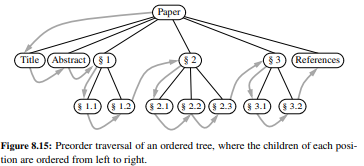 Paper
Title Abstract § 1 § 2 § 3 References
§ 1.1 § 1.2 § 2.1 § 2.2 § 2.3 § 3.1 § 3.2
Figure 8.15: Preorder traversal of an ordered tree, where the children of each posi-
tion are ordered from left to right.